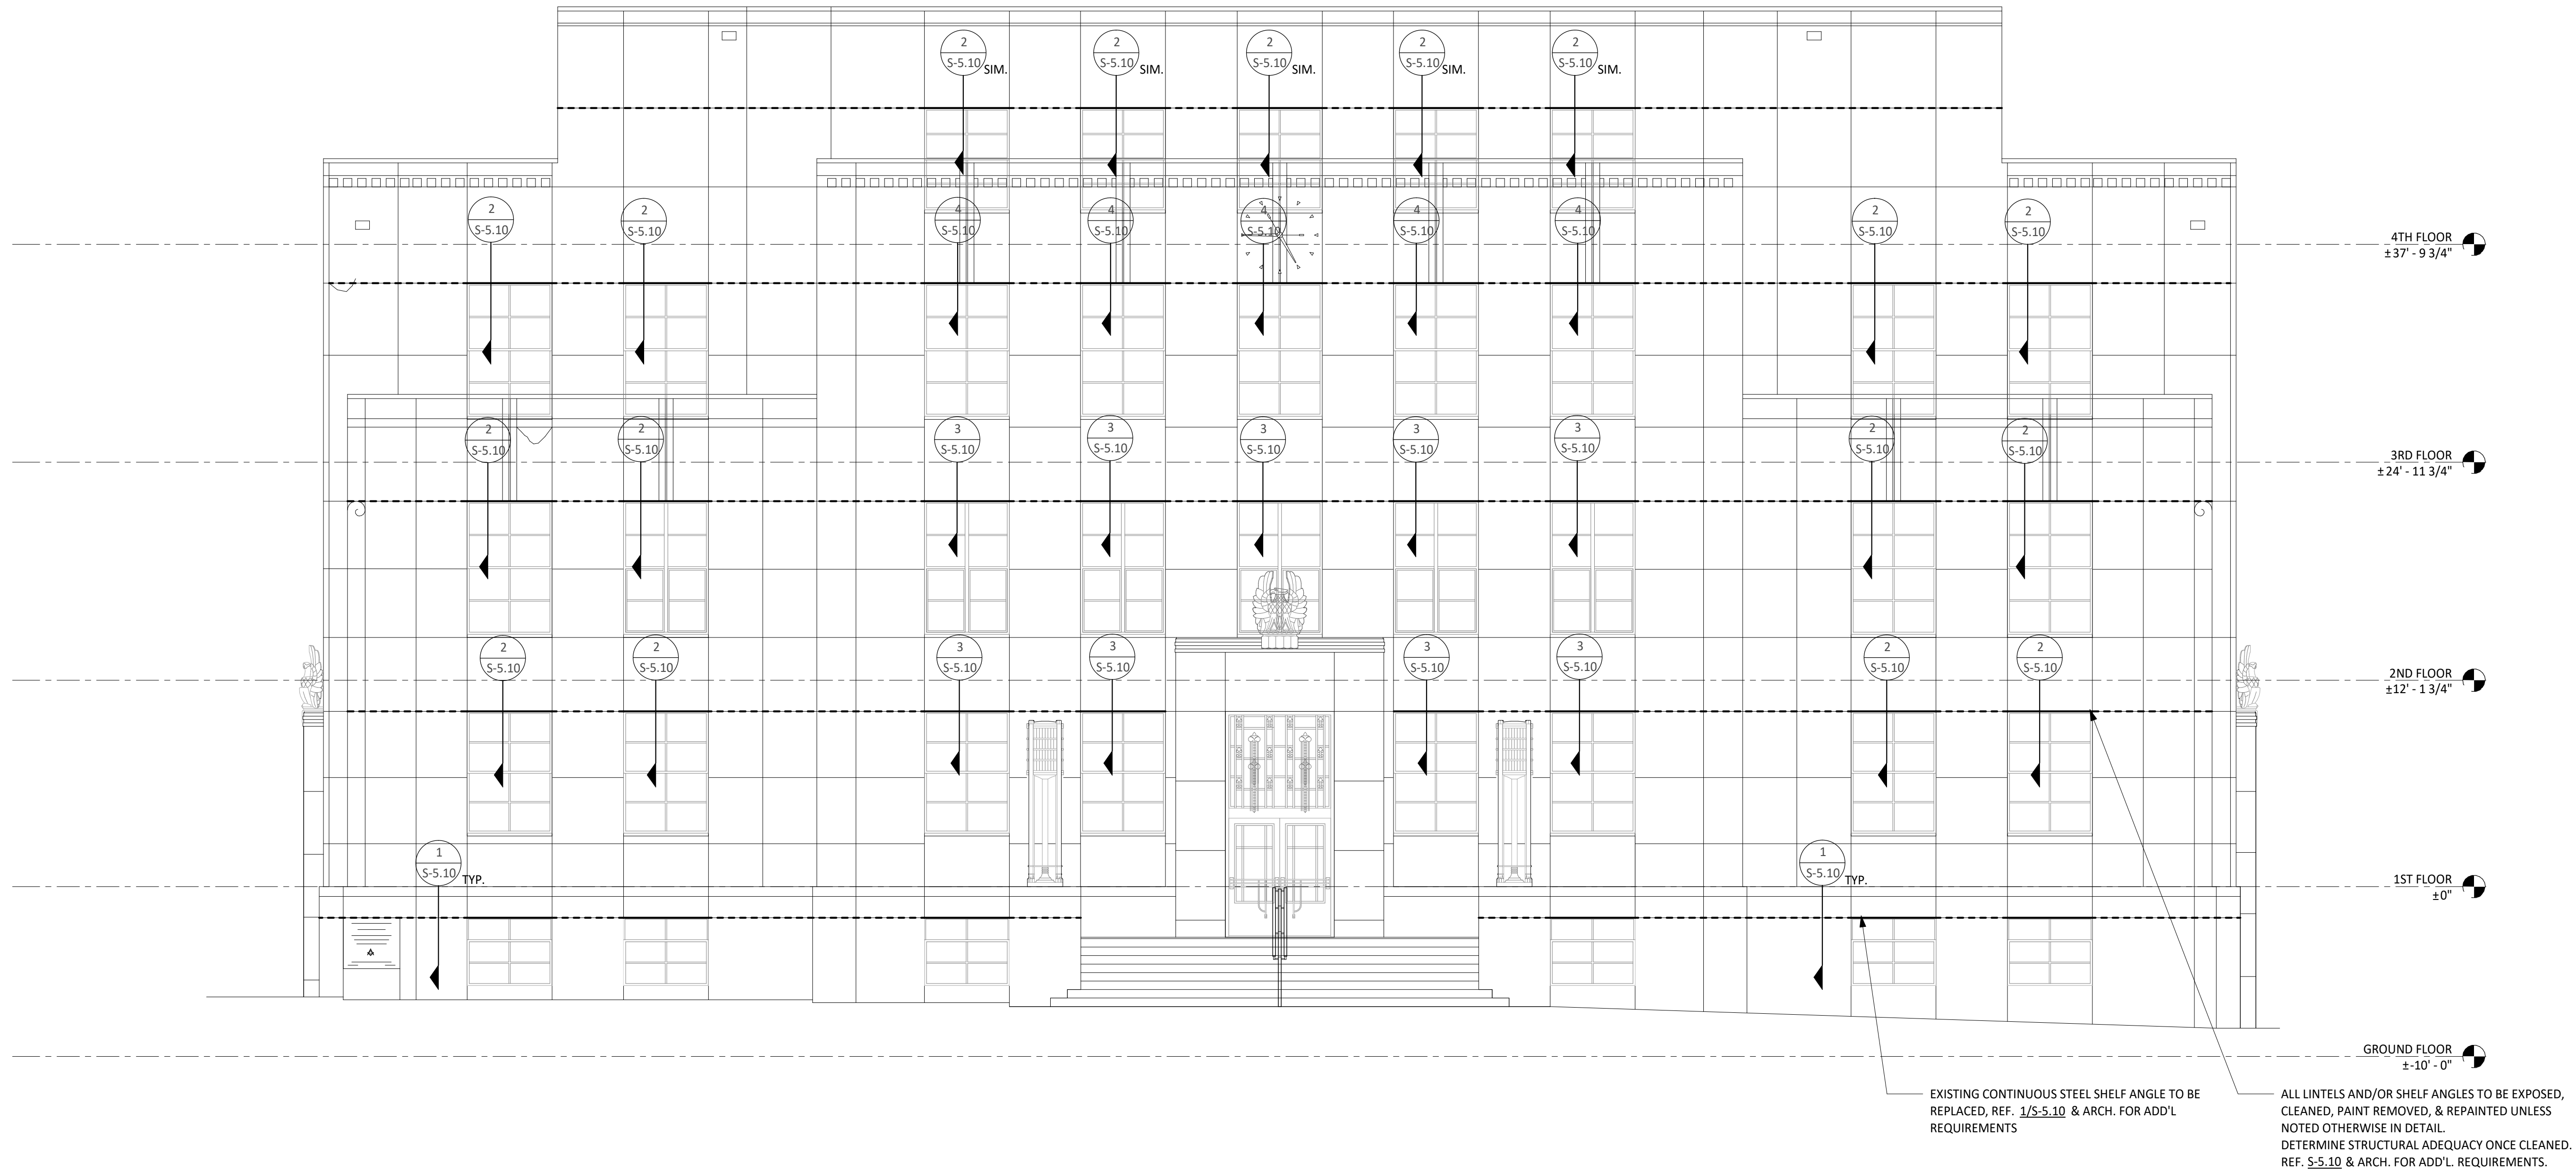 2 2 2 2 2
S-5.10 SIM. S-5.10 SIM. S-5.10 SIM. S-5.10 SIM. S-5.10 SIM.
2 2 4 4 4 4 4 2 2
S-5.10 S-5.10 S-5.10 S-5.10 S-5.10 S-5.10 S-5.10 S-5.10 S-5.10
4TH FLOOR
±37' - 9 3/4"
2 2 3 3 3 3 3 2 2
S-5.10 S-5.10 S-5.10 S-5.10 S-5.10 S-5.10 S-5.10 S-5.10 S-5.10
3RD FLOOR
±24' - 11 3/4"
2 2 3 3 3 3 2 2
S-5.10 S-5.10 S-5.10 S-5.10 S-5.10 S-5.10 S-5.10 S-5.10
2ND FLOOR
±12' - 1 3/4"
1 1
S-5.10 TYP. S-5.10 TYP.
1ST FLOOR
±0"
GROUND FLOOR
±-10' - 0"
EXISTING CONTINUOUS STEEL SHELF ANGLE TO BE
REPLACED, REF. 1/S-5.10 & ARCH. FOR ADD'L
REQUIREMENTS
ALL LINTELS AND/OR SHELF ANGLES TO BE EXPOSED,
CLEANED, PAINT REMOVED, & REPAINTED UNLESS
NOTED OTHERWISE IN DETAIL.
DETERMINE STRUCTURAL ADEQUACY ONCE CLEANED.
REF. S-5.10 & ARCH. FOR ADD'L. REQUIREMENTS.